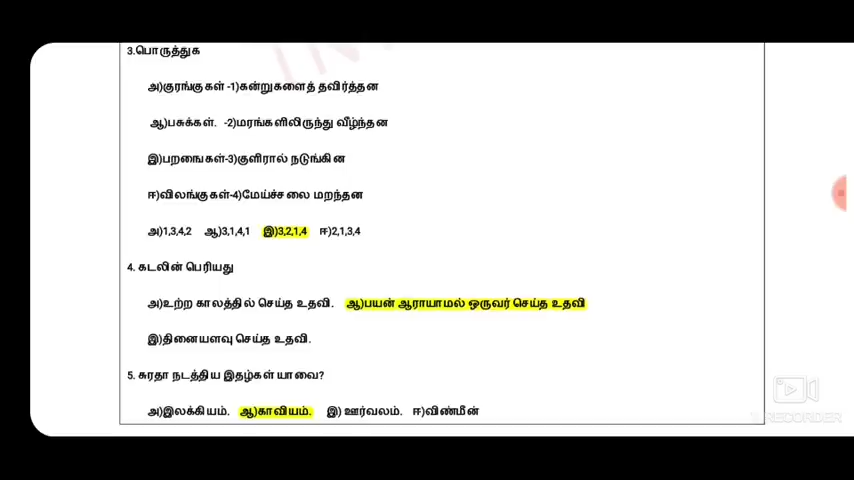 3.பொருத்துக
அ)குரங்குகள் -1)கன்றுகளைத் தவிர்த்தன
ஆ)பசுக்கள். -2)மரங்களிலிருந்து வீழ்ந்தன
இ)பறவைகள்-3)குளிரால் நடுங்கின
ஈ)விலங்குகள்-4)மேய்ச்சலை மறந்தன
அ)1,3,4,2 ஆ)3,1,4,1 இ)3,2,1,4 ஈ)2,1,3,4
4. கடலின் பெரியது
அ)உற்ற காலத்தில் செய்த உதவி. ஆ)பயன் ஆராயாமல் ஒருவர் செய்த உதவி
இ)தினையளவு செய்த உதவி.
5. சுரதா நடத்திய இதழ்கள் யாவை?
அ)இலக்கியம். ஆ)காவியம். இ) ஊர்வலம். ஈ)விண்மீன்
RECORDER